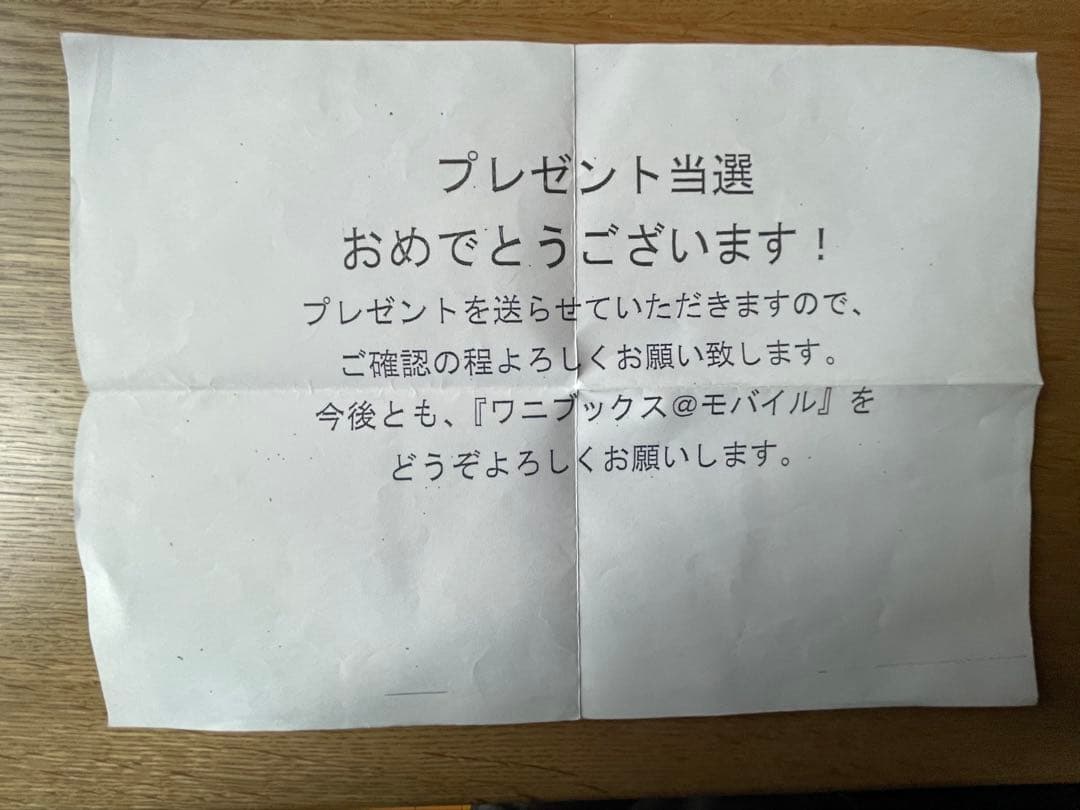 プレゼント当選
おめでとうございます！
プレゼントを送らせていただきますので、
ご確認の程よろしくお願い致します。
今後とも、『ワニブックス＠モバイル』を
どうぞよろしくお願いします。